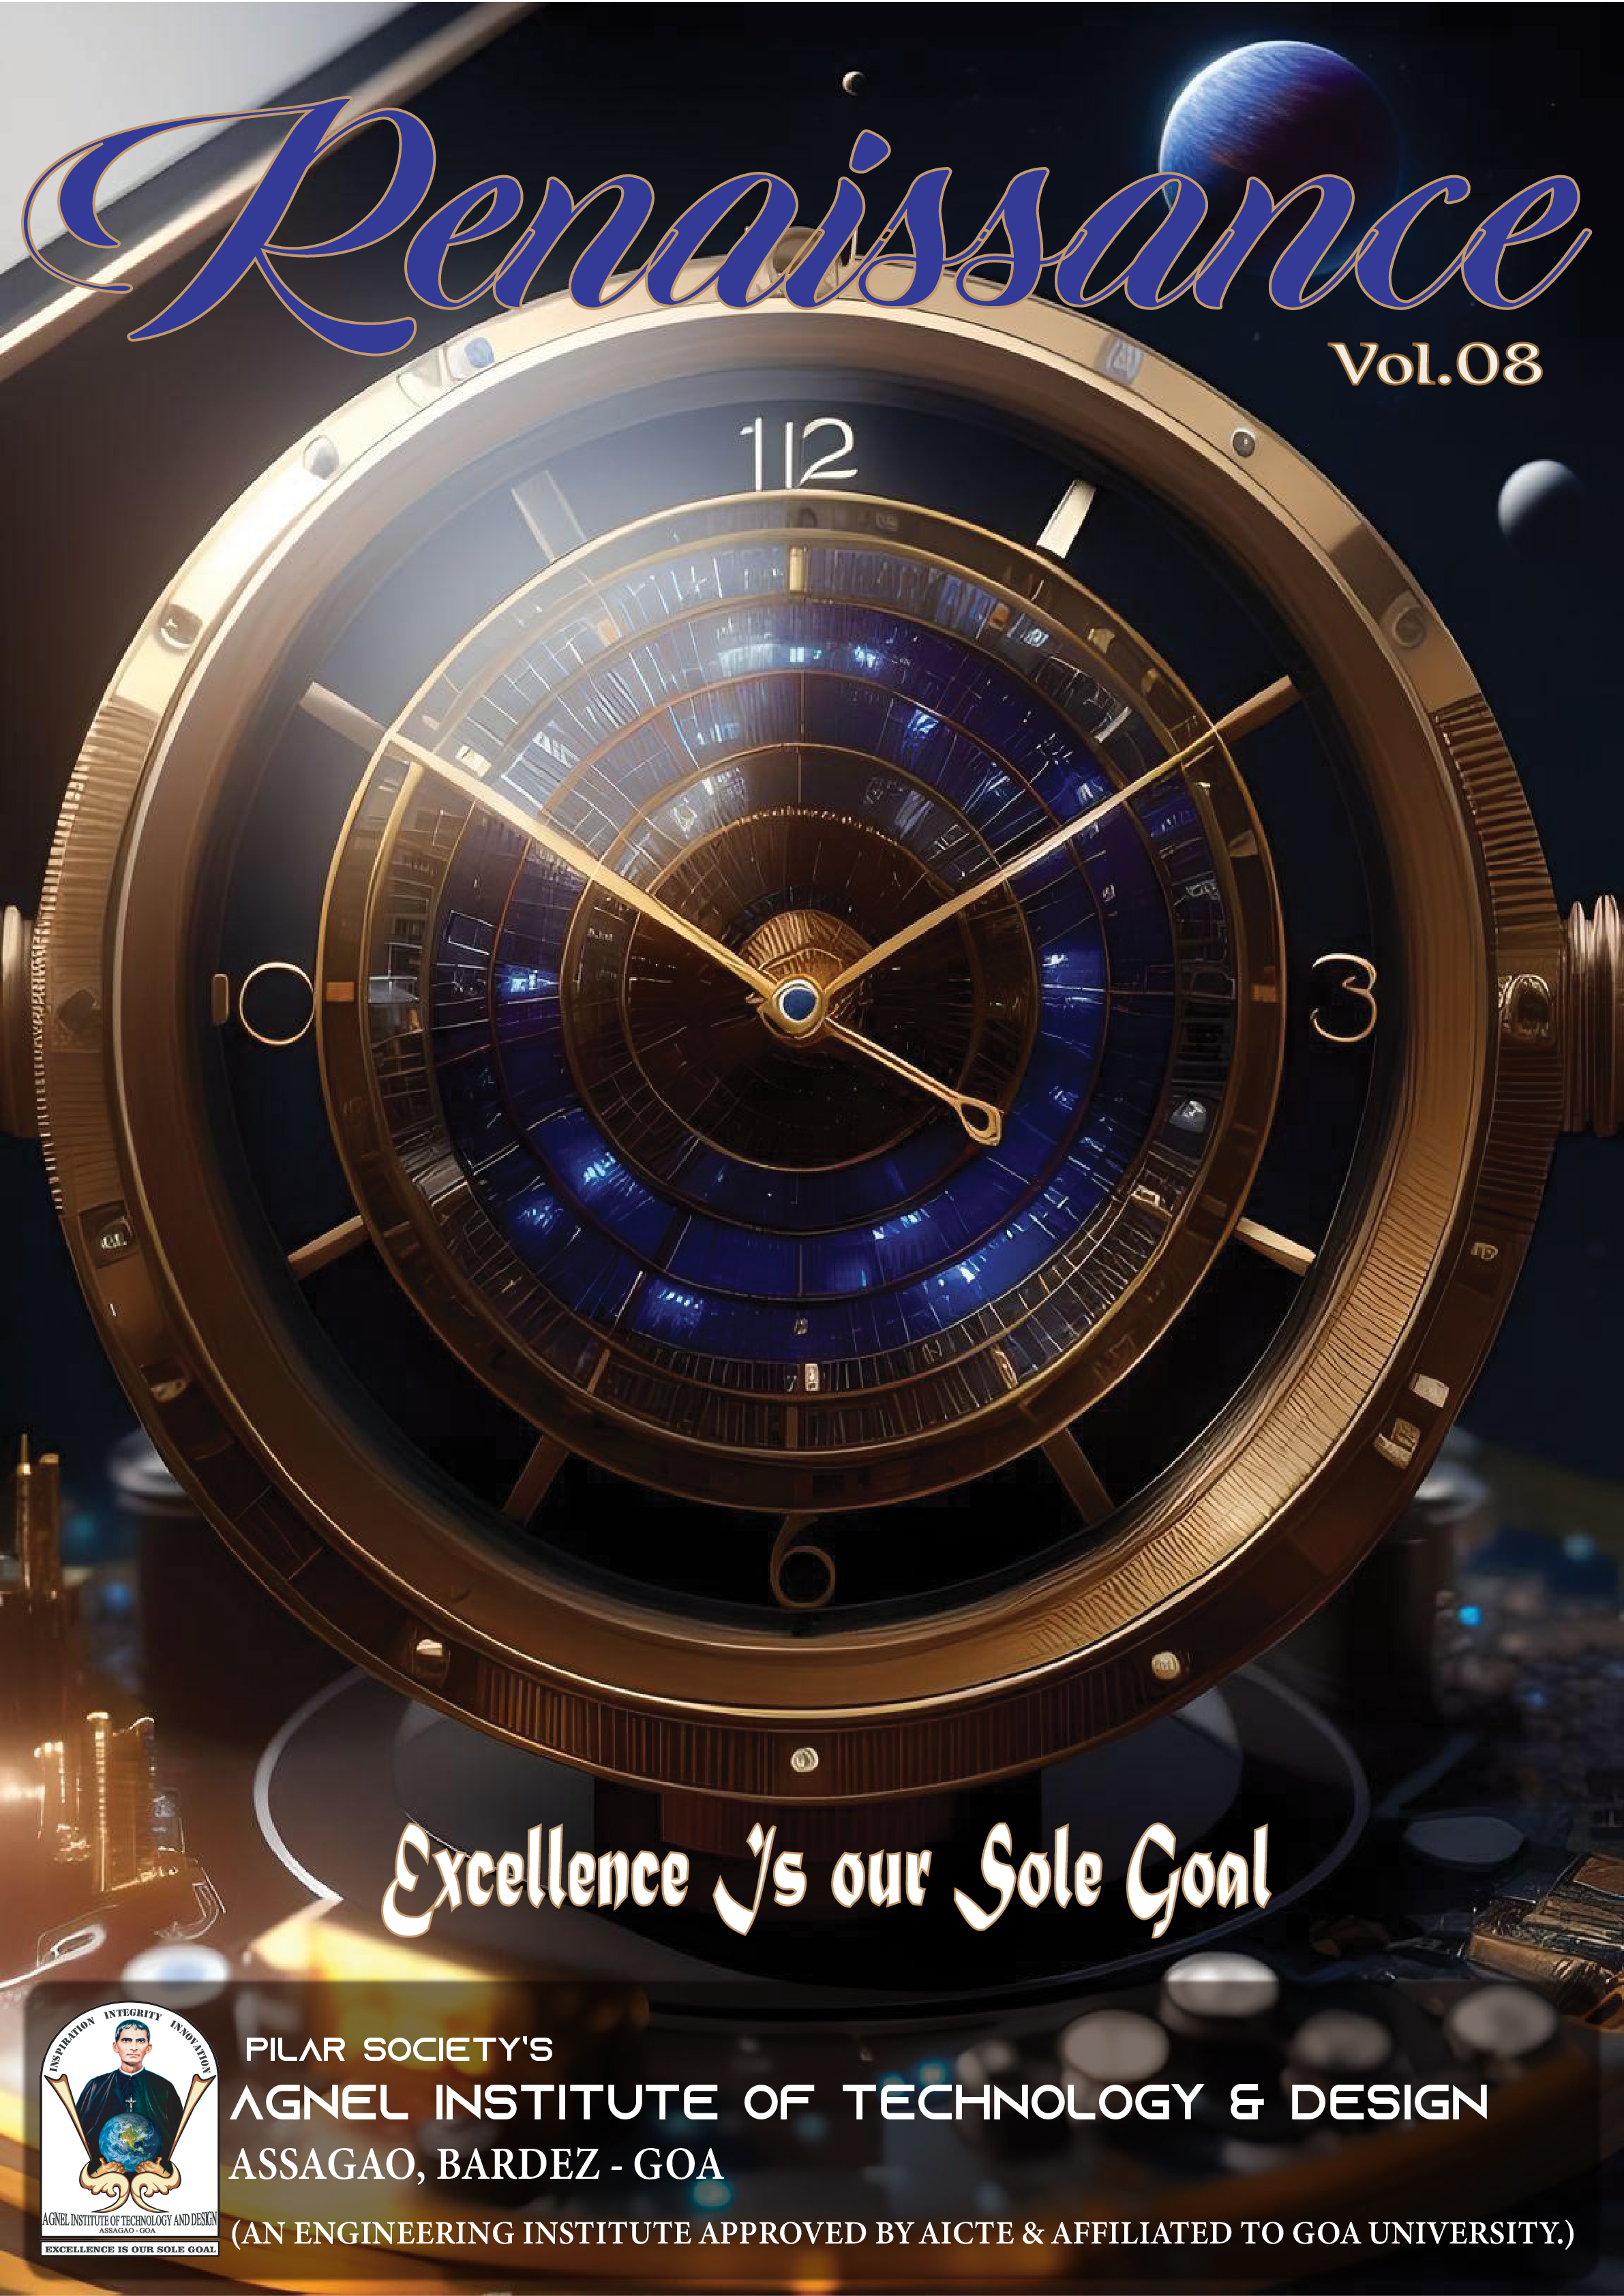 Renaissance
Vol.08
112
10
3
6
Excellence Is our Sole Goal
INSPIRATION INTEGRITY INNOVATION
AGNEL INSTITUTE OF TECHNOLOGY AND DESIGN
ASSAGAO - GOA
EXCELLENCE IS OUR SOLE GOAL
PILAR SOCIETY'S
AGNEL INSTITUTE OF TECHNOLOGY & DESIGN
ASSAGAO, BARDEZ - GOA
(AN ENGINEERING INSTITUTE APPROVED BY AICTE & AFFILIATED TO GOA UNIVERSITY.)